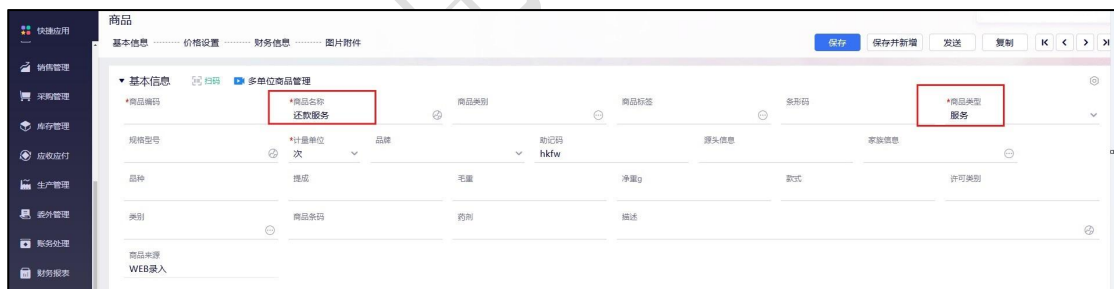 快捷应用
销售管理
采购管理
库存管理
应收应付
生产管理
委外管理
账务处理
财务报表
商品
基本信息 价格设置 财务信息 图片附件
保存 保存并新增 发送 复制
基本信息 扫码 多单位商品管理
*商品编码 *商品名称 商品类别 商品标签 条形码 *商品类型
还款服务 服务
规格型号 *计量单位 品牌 助记码 源头信息 家族信息
次 hkfw
品种 提成 毛重 净重g 款式 许可类别
类别 商品条码 药剂 描述
商品来源
WEB录入